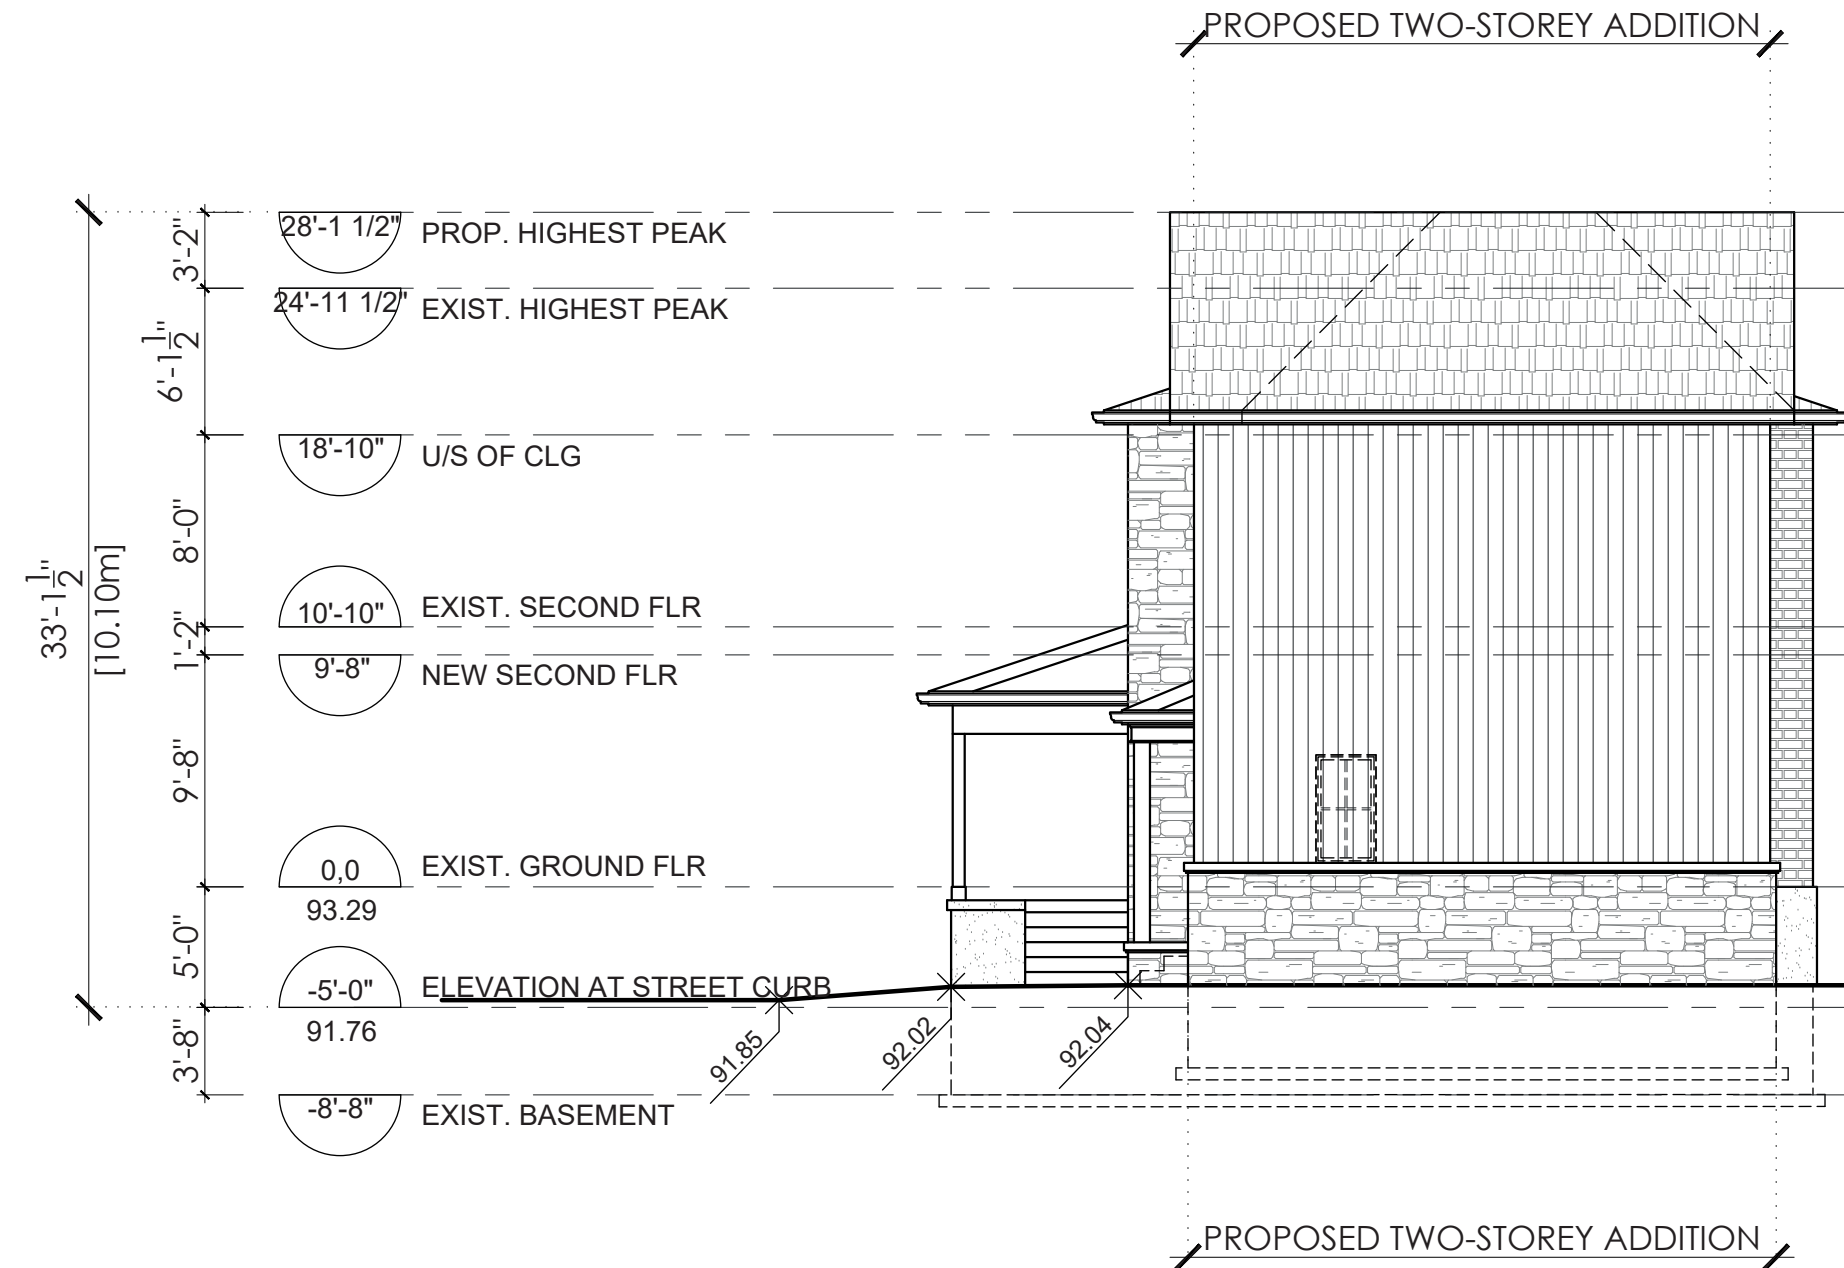 PROPOSED TWO-STOREY ADDITION
28'-1 1/2" PROP. HIGHEST PEAK
3'-2"
24'-11 1/2" EXIST. HIGHEST PEAK
6'-1 1/2"
18'-10" U/S OF CLG
8'-0"
33'-1 1/2"
[10.10m]
10'-10" EXIST. SECOND FLR
1'-2"
9'-8" NEW SECOND FLR
9'-8"
0,0 EXIST. GROUND FLR
93.29
5'-0"
-5'-0" ELEVATION AT STREET CURB
91.76
91.85
92.02
92.04
3'-8"
-8'-8" EXIST. BASEMENT
PROPOSED TWO-STOREY ADDITION